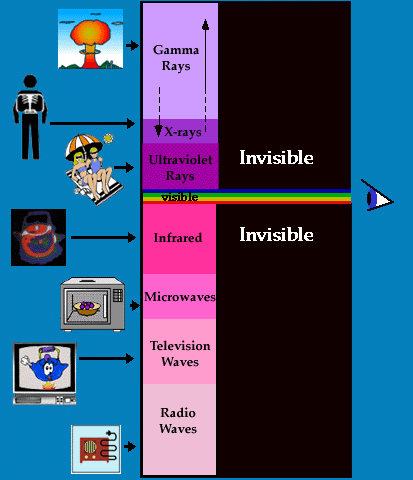 Gamma
Rays
X-rays
Ultraviolet
Rays
Invisible
visible
Infrared
Invisible
Microwaves
Television
Waves
Radio
Waves